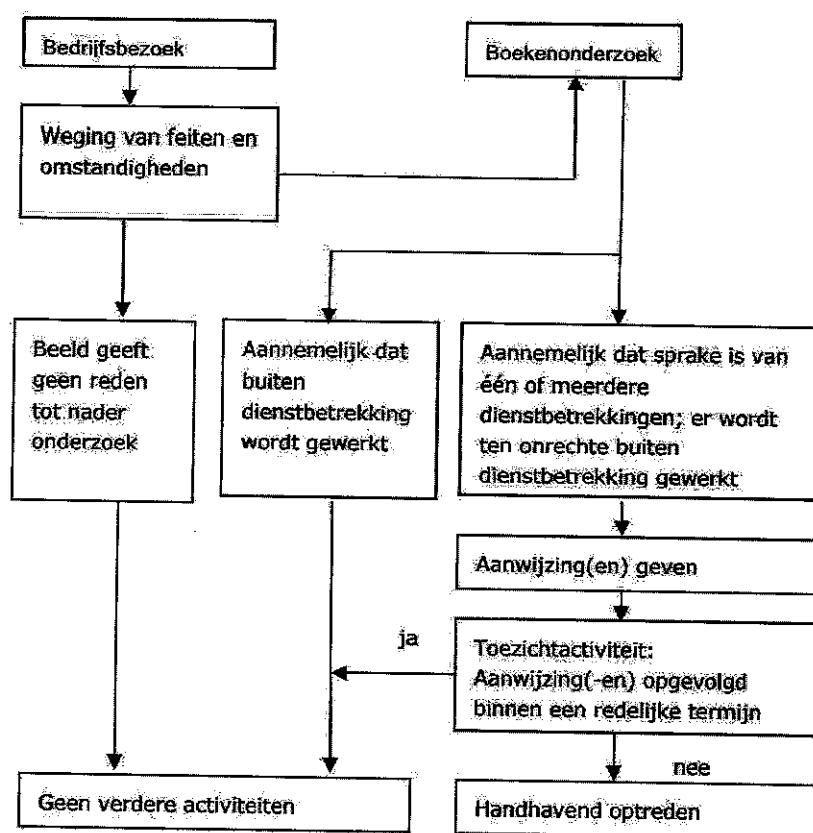 Bedrijfsbezoek
Boekenonderzoek
Weging van feiten en
omstandigheden
Beeld geeft
geen reden
tot nader
onderzoek
Aannemelijk dat
buiten
dienstbetrekking
wordt gewerkt
Aannemelijk dat sprake is van
één of meerdere
dienstbetrekkingen; er wordt
ten onrechte buiten
dienstbetrekking gewerkt
Aanwijzing(en) geven
ja
Toezichtactiviteit:
Aanwijzing(-en) opgevolgd
binnen een redelijke termijn
nee
Geen verdere activiteiten
Handhavend optreden